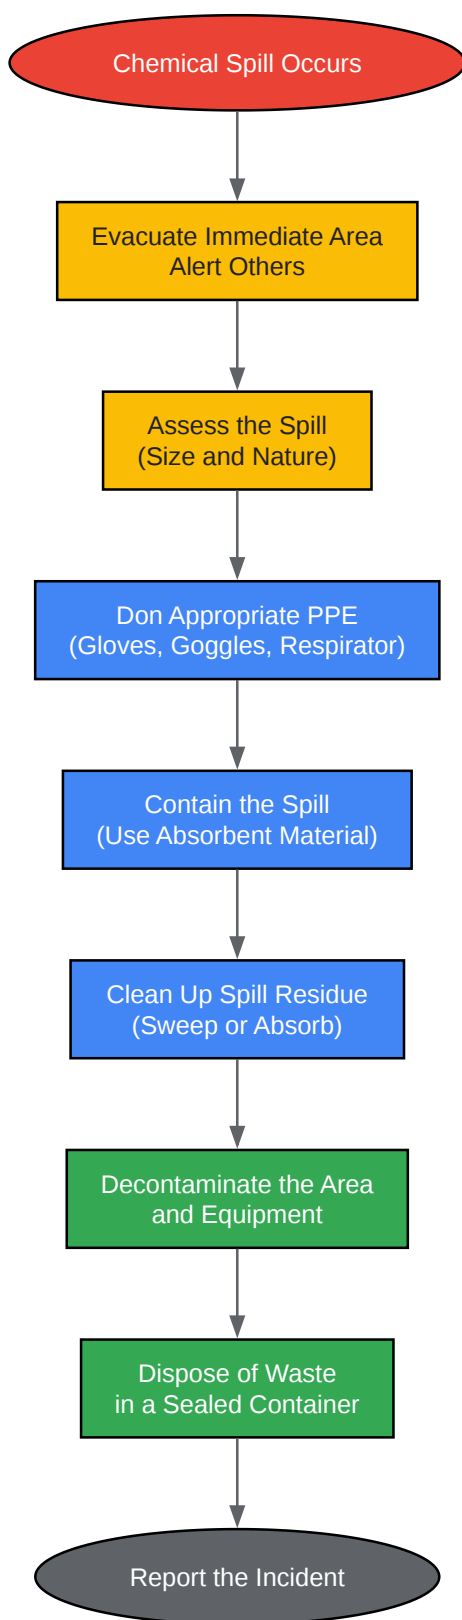 Chemical Spill Occurs
Evacuate Immediate Area
Alert Others
Assess the Spill
(Size and Nature)
Don Appropriate PPE
(Gloves, Goggles, Respirator)
Contain the Spill
(Use Absorbent Material)
Clean Up Spill Residue
(Sweep or Absorb)
Decontaminate the Area
and Equipment
Dispose of Waste
in a Sealed Container
Report the Incident